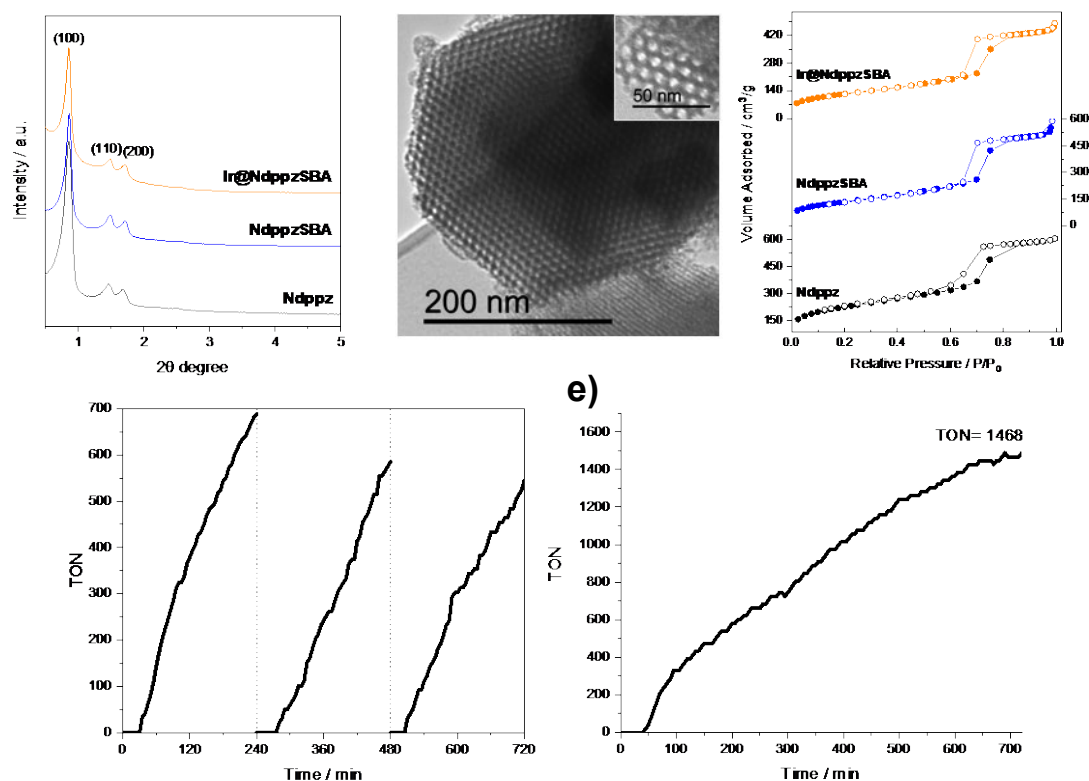 (100)
(110)
(200)
Ir@NdppzSBA
NdppzSBA
Ndppz
Intensity / a.u.
1 2 3 4 5
2θ degree
50 nm
200 nm
420
280
140
0
Ir@NdppzSBA
600
450
300
150
0
NdppzSBA
600
450
300
150
Ndppz
Volume Adsorbed / cm³/g
0.0 0.2 0.4 0.6 0.8 1.0
Relative Pressure / P/P₀
700
600
500
400
300
200
100
0
TON
0 120 240 360 480 600 720
Time / min
e)
TON= 1468
1600
1400
1200
1000
800
600
400
200
0
TON
0 100 200 300 400 500 600 700
Time / min